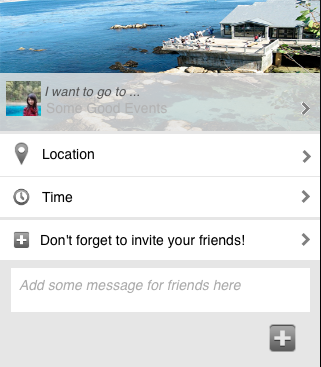 I want to go to ...
Some Good Events
Location
Time
Don't forget to invite your friends!
Add some message for friends here